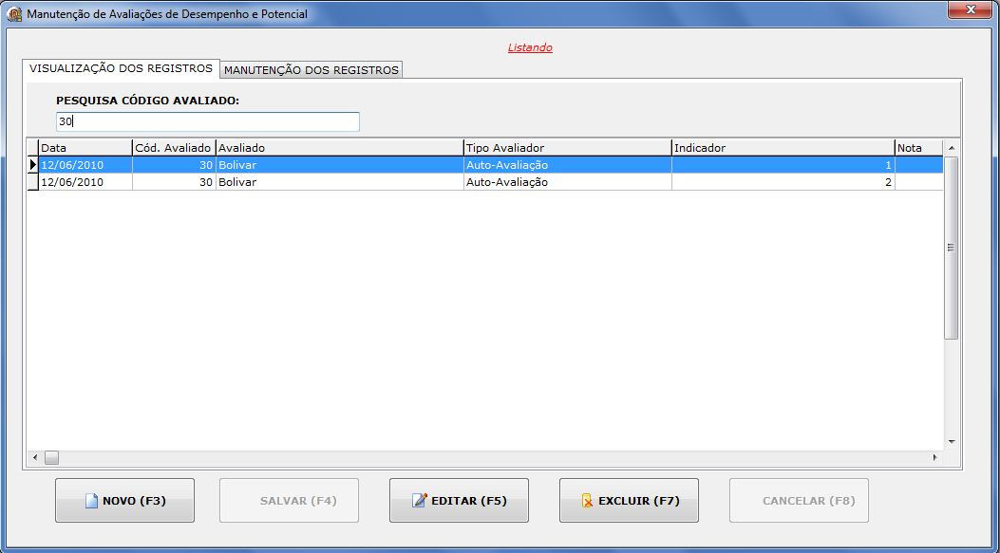 Manutenção de Avaliações de Desempenho e Potencial
Listando
VISUALIZAÇÃO DOS REGISTROS MANUTENÇÃO DOS REGISTROS
PESQUISA CÓDIGO AVALIADO:
30
Data Cód. Avaliado Avaliado Tipo Avaliador Indicador Nota
12/06/2010 30 Bolivar Auto-Avaliação 1
12/06/2010 30 Bolivar Auto-Avaliação 2
NOVO (F3) SALVAR (F4) EDITAR (F5) EXCLUIR (F7) CANCELAR (F8)